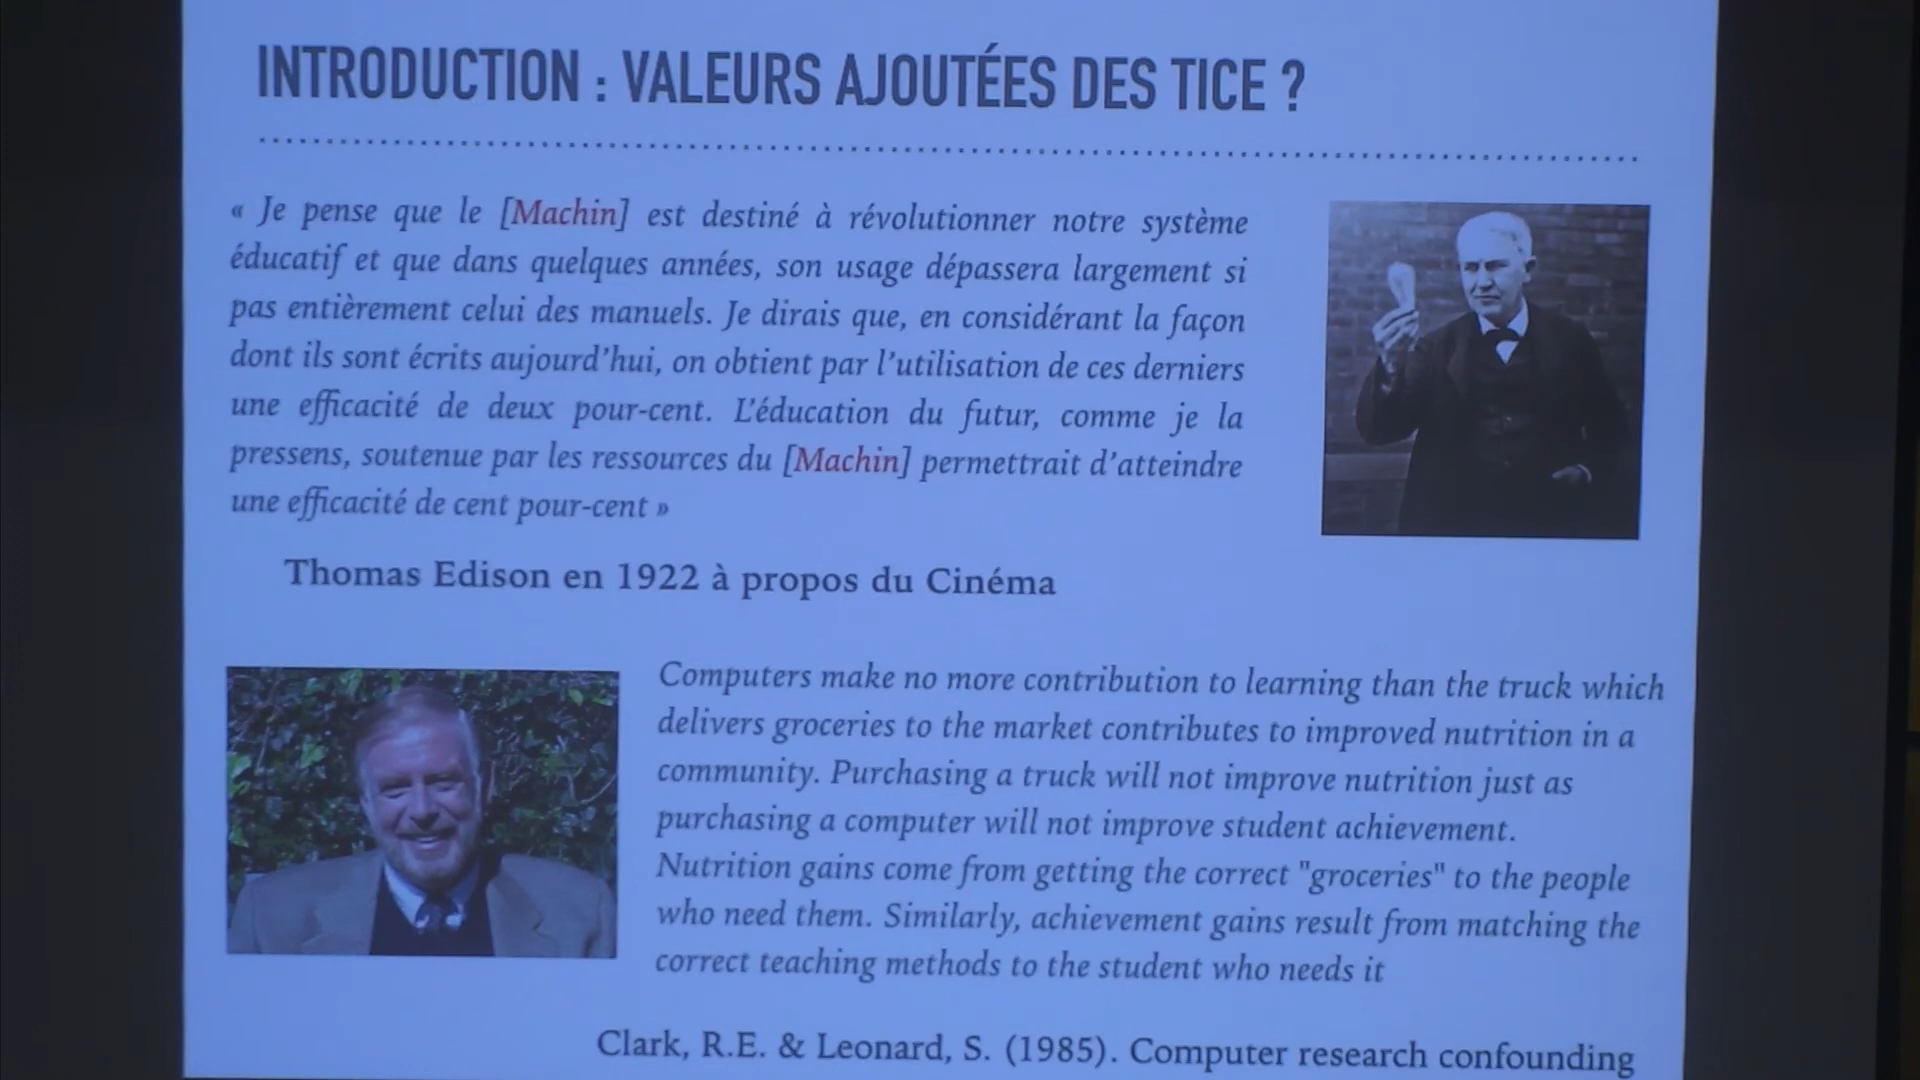 INTRODUCTION : VALEURS AJOUTÉES DES TICE ?
« Je pense que le [Machin] est destiné à révolutionner notre système
éducatif et que dans quelques années, son usage dépassera largement si
pas entièrement celui des manuels. Je dirais que, en considérant la façon
dont ils sont écrits aujourd’hui, on obtient par l’utilisation de ces derniers
une efficacité de deux pour-cent. L’éducation du futur, comme je la
pressens, soutenue par les ressources du [Machin] permettrait d’atteindre
une efficacité de cent pour-cent »
Thomas Edison en 1922 à propos du Cinéma
Computers make no more contribution to learning than the truck which
delivers groceries to the market contributes to improved nutrition in a
community. Purchasing a truck will not improve nutrition just as
purchasing a computer will not improve student achievement.
Nutrition gains come from getting the correct "groceries" to the people
who need them. Similarly, achievement gains result from matching the
correct teaching methods to the student who needs it
Clark, R.E. & Leonard, S. (1985). Computer research confounding